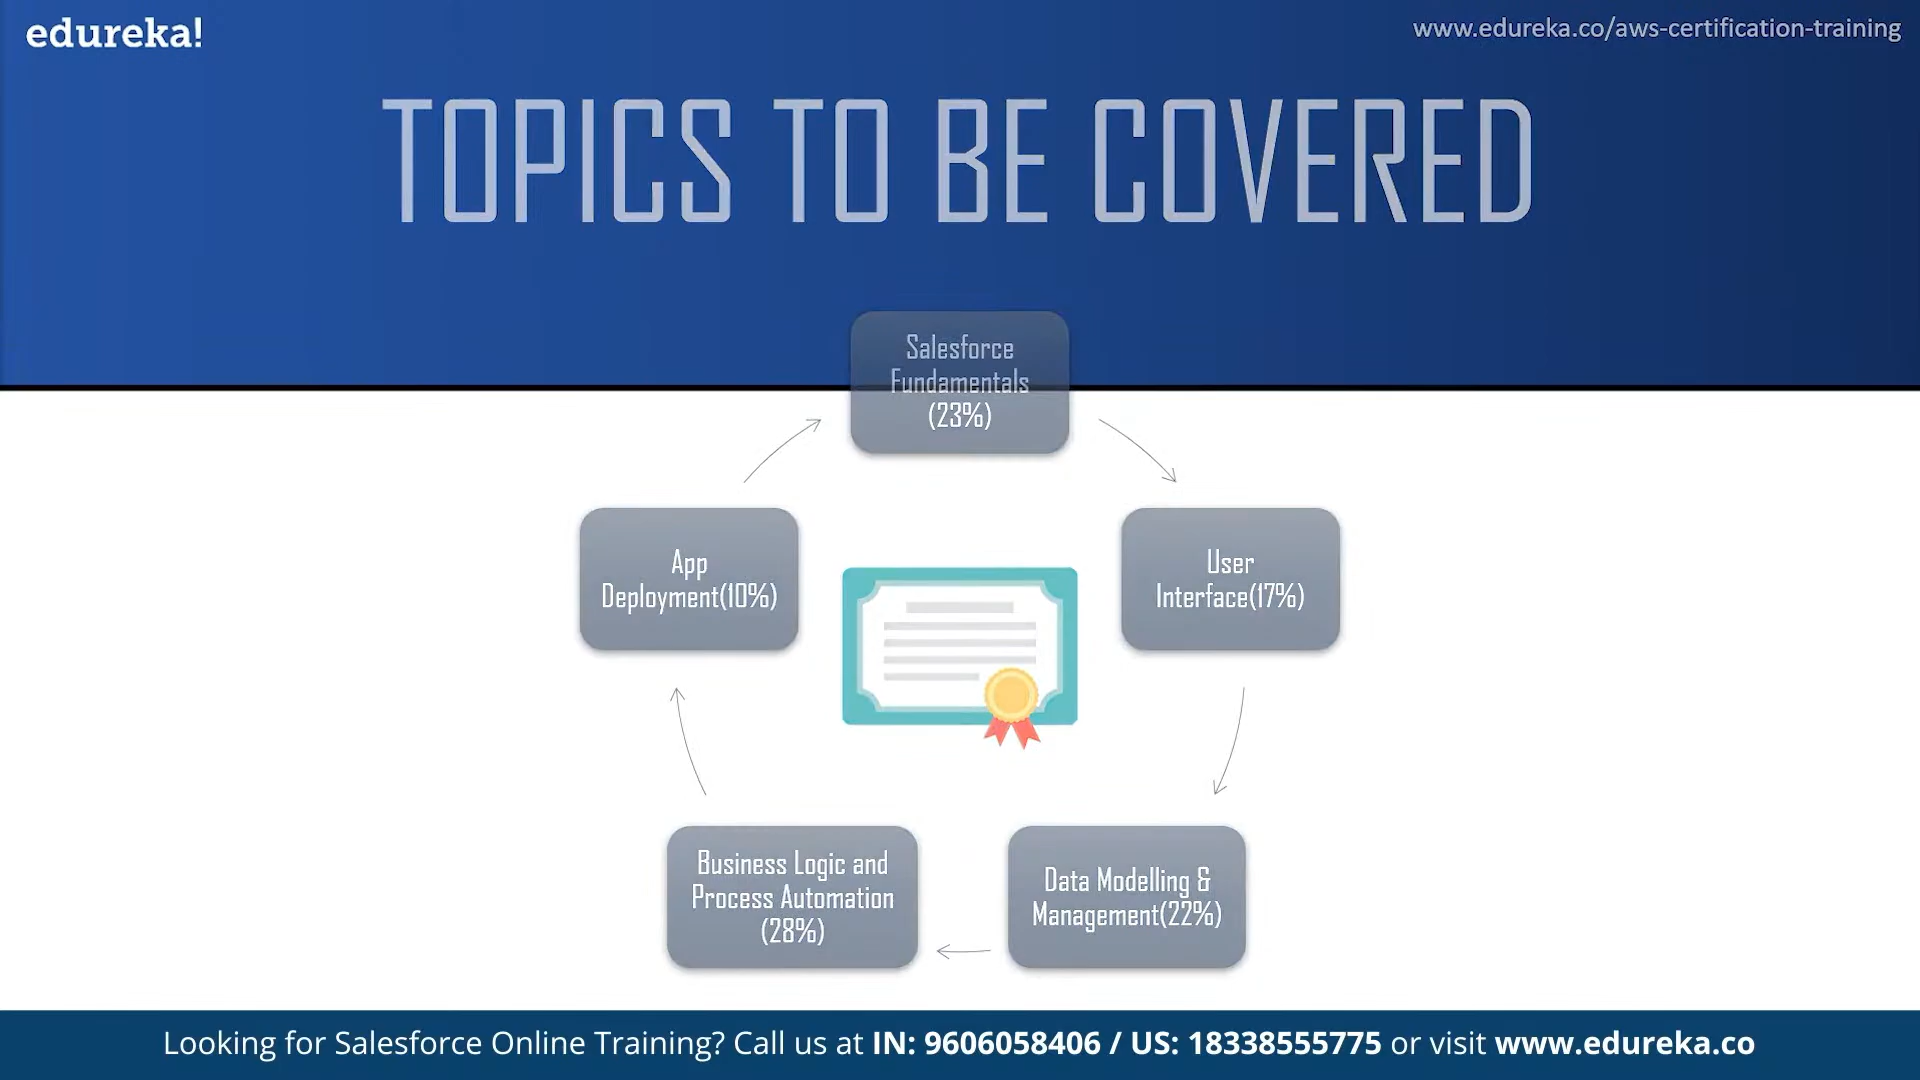 edureka!
www.edureka.co/aws-certification-training
TOPICS TO BE COVERED
Salesforce
Fundamentals
(23%)
User
Interface(17%)
Data Modelling &
Management(22%)
Business Logic and
Process Automation
(28%)
App
Deployment(10%)
Looking for Salesforce Online Training? Call us at IN: 9606058406 / US: 18338555775 or visit www.edureka.co